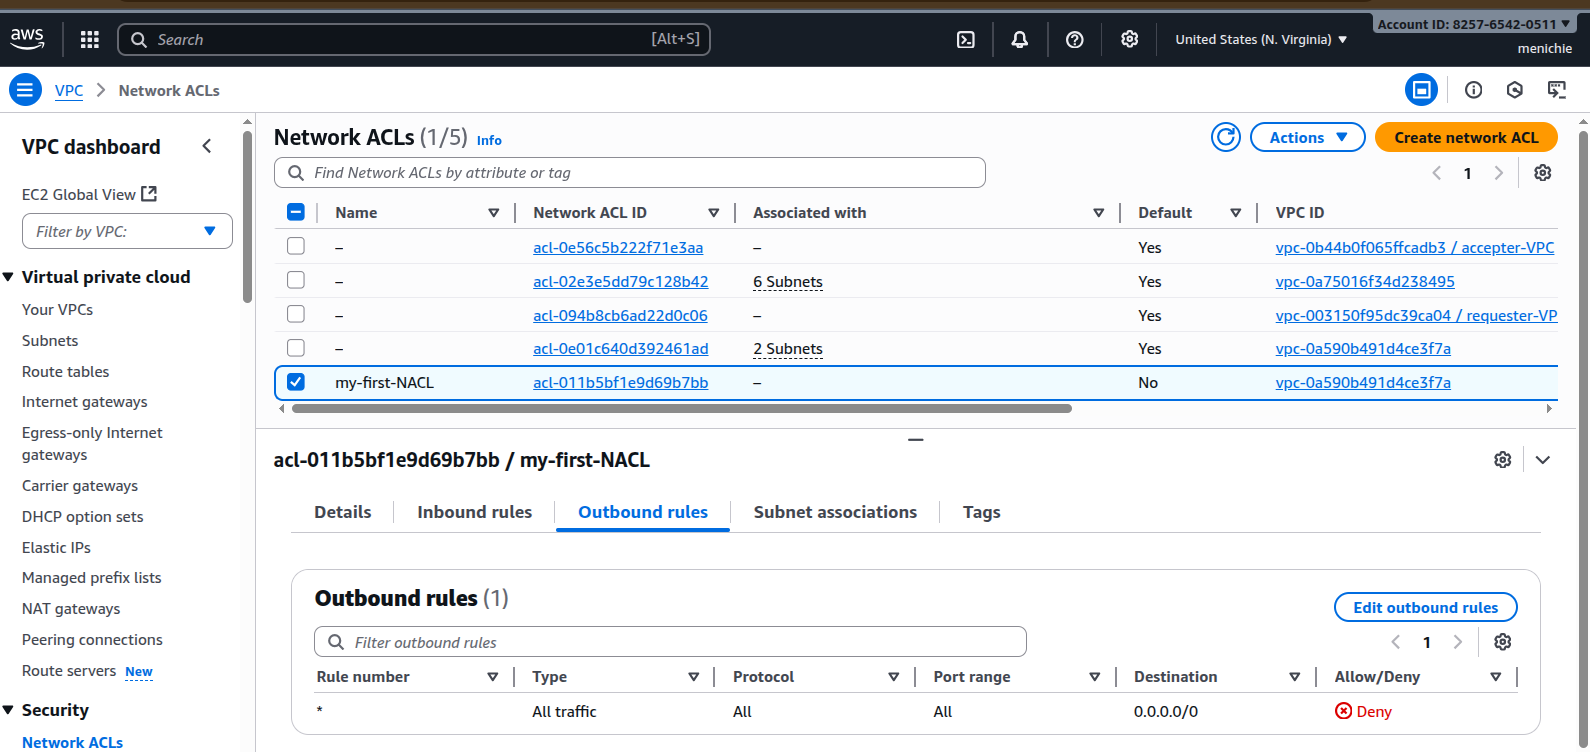 aws
Search [Alt+S]
United States (N. Virginia)
Account ID: 8257-6542-0511
menichie
VPC
Network ACLs
VPC dashboard
EC2 Global View
Filter by VPC:
Virtual private cloud
Your VPCs
Subnets
Route tables
Internet gateways
Egress-only Internet
gateways
Carrier gateways
DHCP option sets
Elastic IPs
Managed prefix lists
NAT gateways
Peering connections
Route servers New
Security
Network ACLs
Network ACLs (1/5) Info
Actions
Create network ACL
Find Network ACLs by attribute or tag
1
Name Network ACL ID Associated with Default VPC ID
– acl-0e56c5b222f71e3aa – Yes vpc-0b44b0f065ffcadb3 / accepter-VPC
– acl-02e3e5dd79c128b42 6 Subnets Yes vpc-0a75016f34d238495
– acl-094b8cb6ad22d0c06 – Yes vpc-003150f95dc39ca04 / requester-VP
– acl-0e01c640d392461ad 2 Subnets Yes vpc-0a590b491d4ce3f7a
my-first-NACL acl-011b5bf1e9d69b7bb – No vpc-0a590b491d4ce3f7a
acl-011b5bf1e9d69b7bb / my-first-NACL
Details Inbound rules Outbound rules Subnet associations Tags
Outbound rules (1)
Edit outbound rules
Filter outbound rules
1
Rule number Type Protocol Port range Destination Allow/Deny
* All traffic All All 0.0.0.0/0 Deny